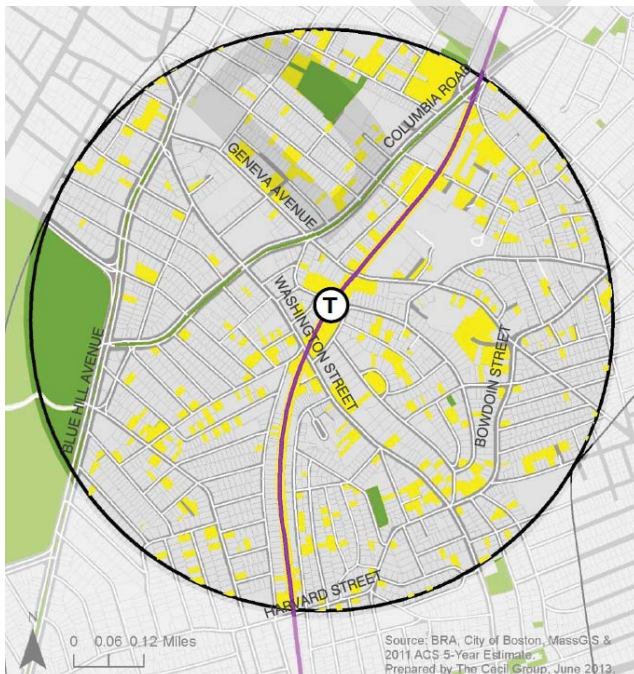 COLUMBIA ROAD
GENEVA AVENUE
T
WASHINGTON STREET
BLUE HILL AVENUE
BOWDOIN STREET
HARVARD STREET
N
0 0.06 0.12 Miles
Source: BRA, City of Boston, MassGIS &
2011 ACS 5-Year Estimate.
Prepared by The Cecil Group, June 2013.